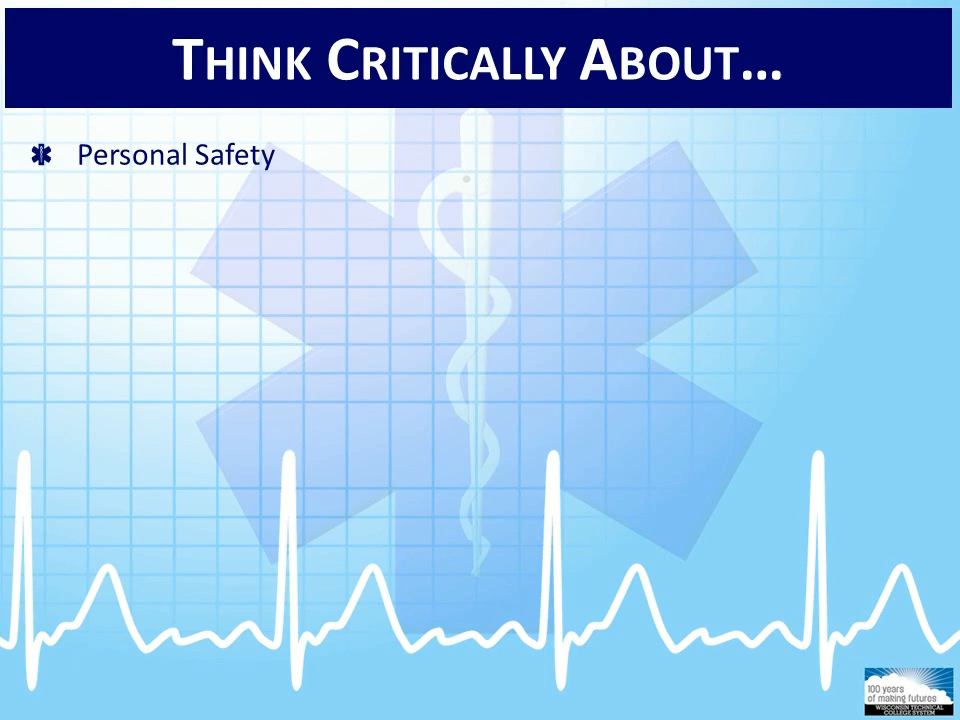 THINK CRITICALLY ABOUT...
Personal Safety
100 years
of making futures
WISCONSIN TECHNICAL
COLLEGE SYSTEM